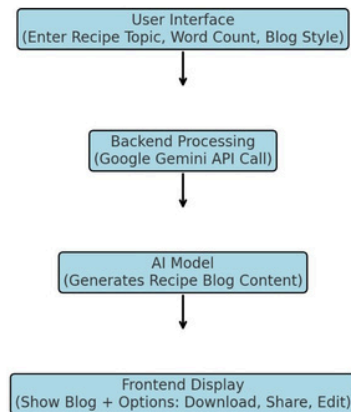 User Interface
(Enter Recipe Topic, Word Count, Blog Style)
Backend Processing
(Google Gemini API Call)
AI Model
(Generates Recipe Blog Content)
Frontend Display
(Show Blog + Options: Download, Share, Edit)